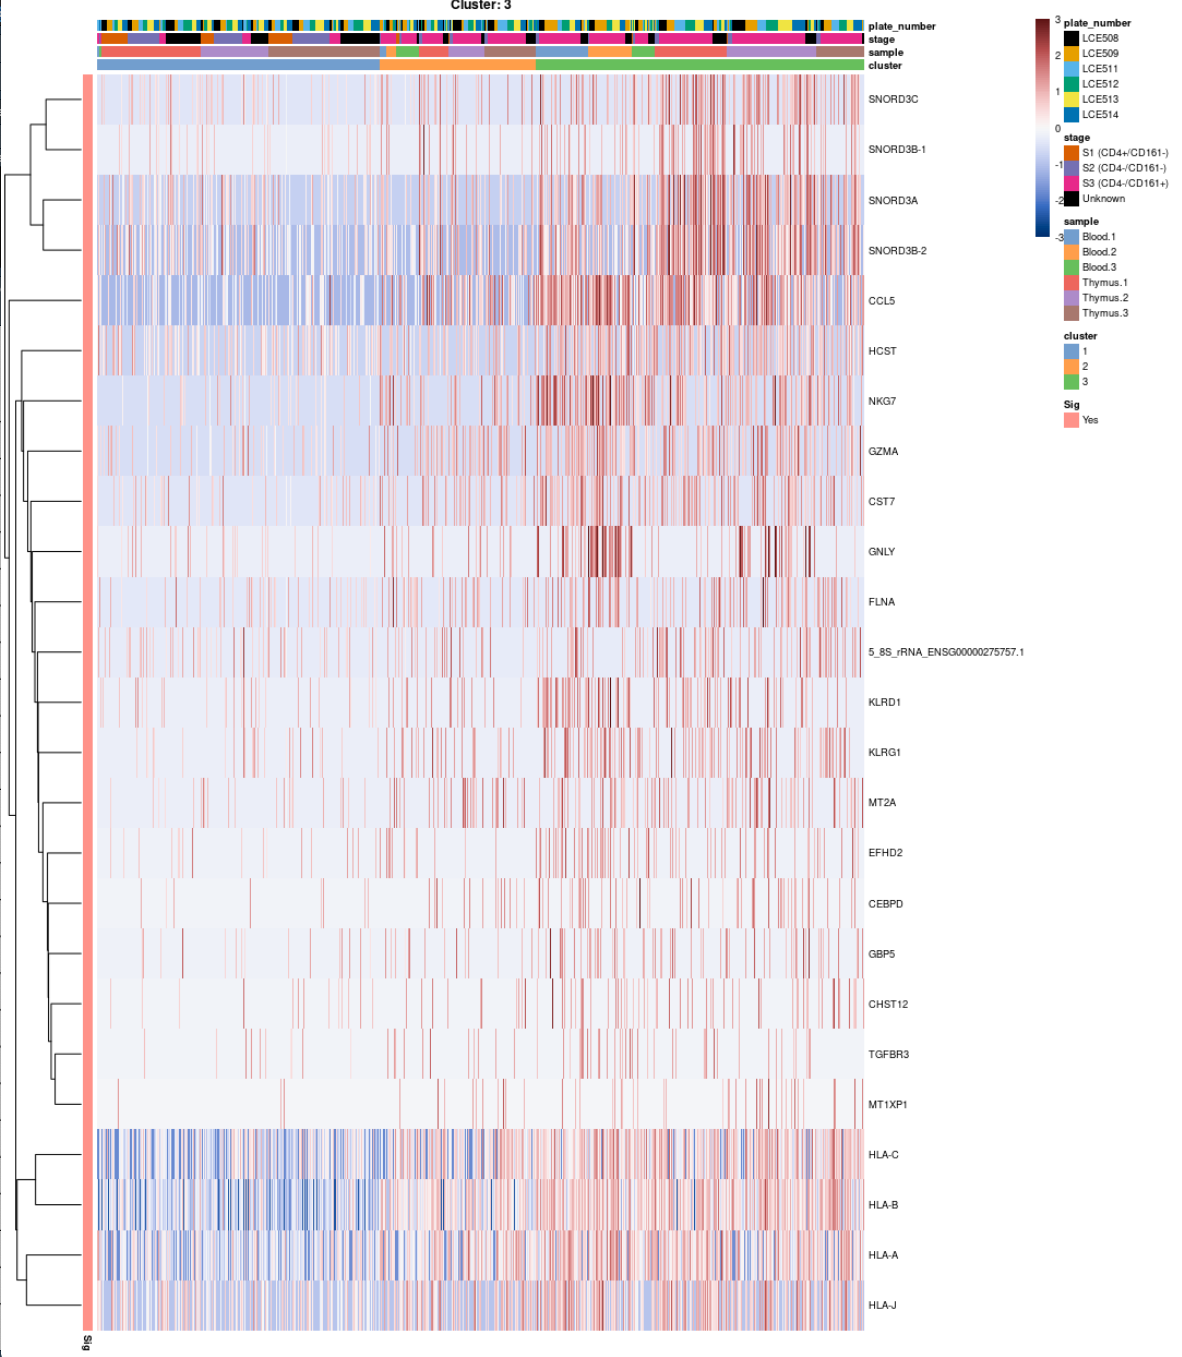 Cluster: 3
plate_number
stage
sample
cluster
SNORD3C
SNORD3B-1
SNORD3A
SNORD3B-2
CCL5
HCST
NKG7
GZMA
CST7
GNLY
FLNA
5_8S_rRNA_ENSG00000275757.1
KLRD1
KLRG1
MT2A
EFHD2
CEBPD
GBP5
CHST12
TGFBR3
MT1XP1
HLA-C
HLA-B
HLA-A
HLA-J
Sig
3
2
1
0
-1
-2
-3
plate_number
LCE508
LCE509
LCE511
LCE512
LCE513
LCE514
stage
S1 (CD4+/CD161-)
S2 (CD4-/CD161-)
S3 (CD4-/CD161+)
Unknown
sample
Blood.1
Blood.2
Blood.3
Thymus.1
Thymus.2
Thymus.3
cluster
1
2
3
Sig
Yes